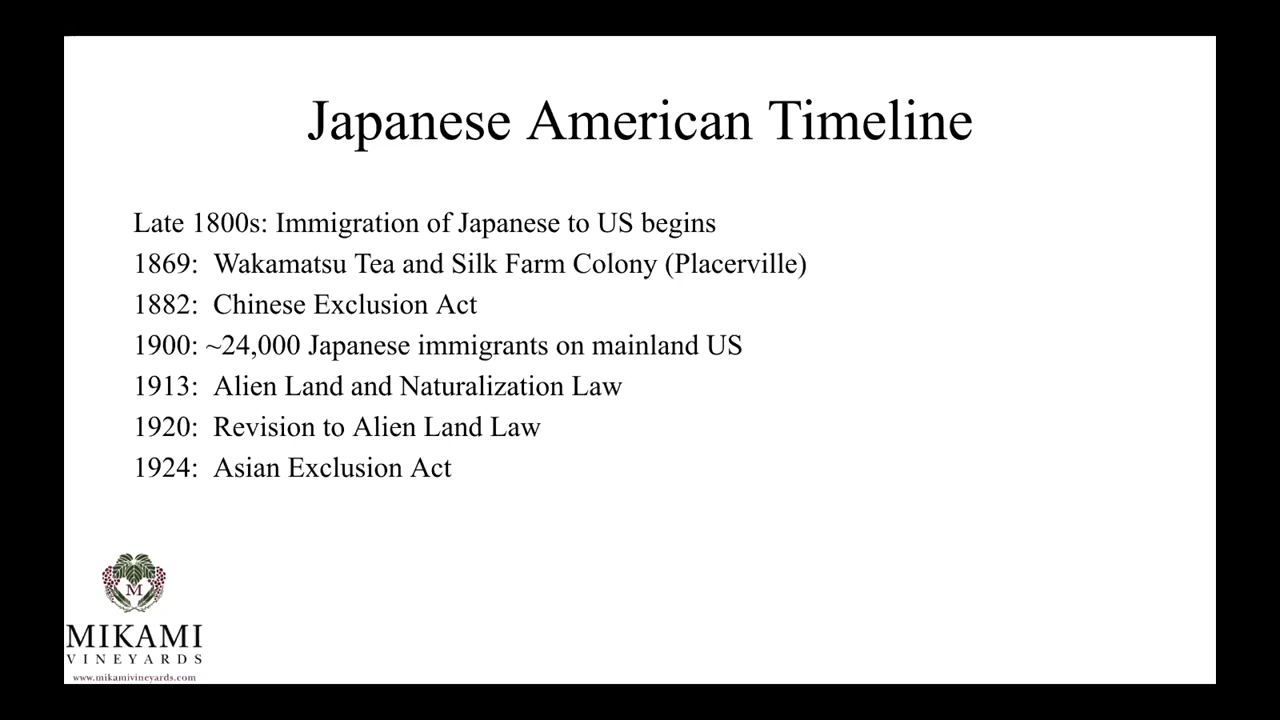 Japanese American Timeline
Late 1800s: Immigration of Japanese to US begins
1869: Wakamatsu Tea and Silk Farm Colony (Placerville)
1882: Chinese Exclusion Act
1900: ~24,000 Japanese immigrants on mainland US
1913: Alien Land and Naturalization Law
1920: Revision to Alien Land Law
1924: Asian Exclusion Act
M
MIKAMI
VINEYARDS
www.mikamivineyards.com